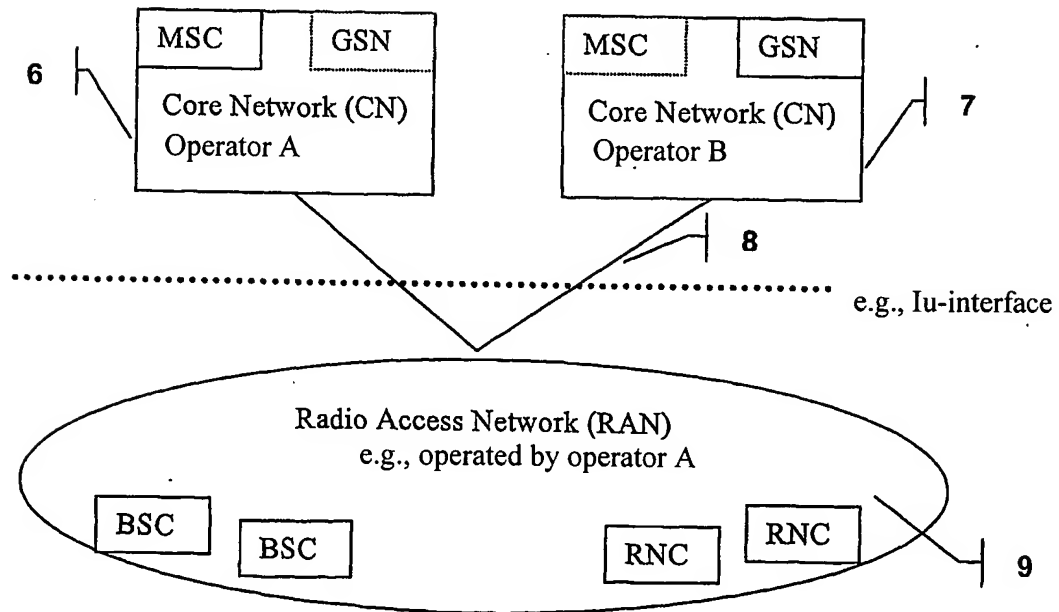 MSC
GSN
MSC
GSN
6
Core Network (CN)
Operator A
Core Network (CN)
Operator B
7
8
e.g., Iu-interface
Radio Access Network (RAN)
e.g., operated by operator A
BSC
BSC
RNC
RNC
9